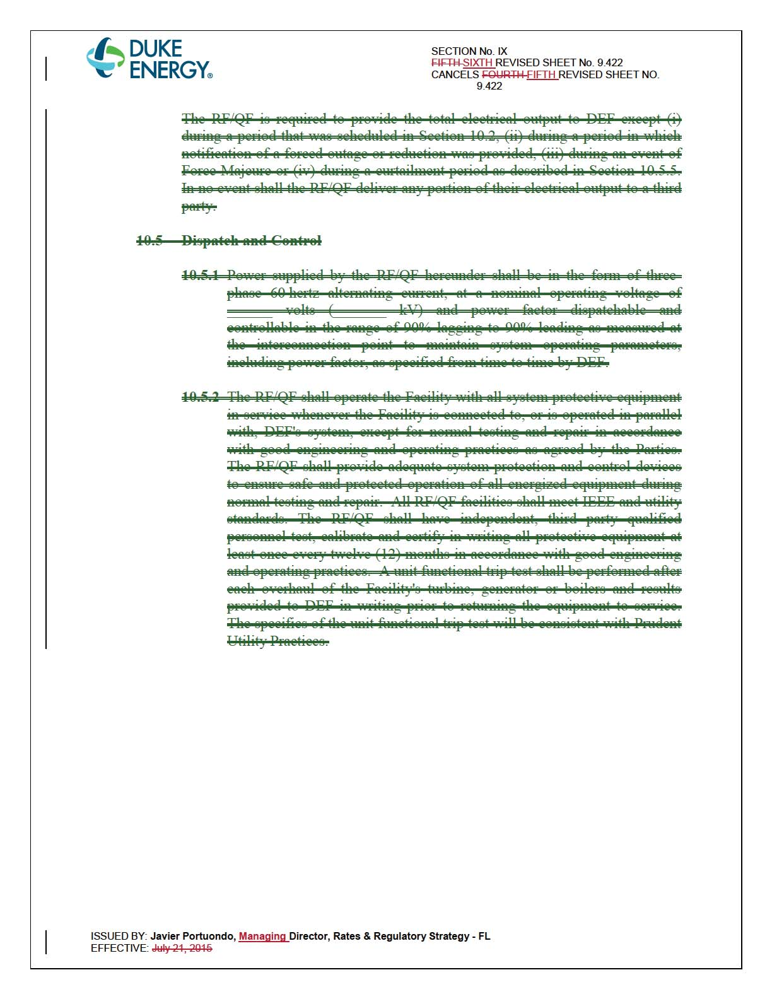 DUKE
ENERGY®
SECTION No. IX
FIFTH SIXTH REVISED SHEET No. 9.422
CANCELS FOURTH FIFTH REVISED SHEET NO.
9.422
The RF/QF is required to provide the total electrical output to DEF except (i)
during a period that was scheduled in Section 10.2, (ii) during a period in which
notification of a forced outage or reduction was provided, (iii) during an event of
Force Majeure or (iv) during a curtailment period as described in Section 10.5.5.
In no event shall the RF/QF deliver any portion of their electrical output to a third
party.
10.5 Dispatch and Control
10.5.1 Power supplied by the RF/QF hereunder shall be in the form of three-
phase 60 hertz alternating current, at a nominal operating voltage of
______ volts (_______ kV) and power factor dispatchable and
controllable in the range of 90% lagging to 90% leading as measured at
the interconnection point to maintain system operating parameters,
including power factor, as specified from time to time by DEF.
10.5.2 The RF/QF shall operate the Facility with all system protective equipment
in service whenever the Facility is connected to, or is operated in parallel
with, DEF's system, except for normal testing and repair in accordance
with good engineering and operating practices as agreed by the Parties.
The RF/QF shall provide adequate system protection and control devices
to ensure safe and protected operation of all energized equipment during
normal testing and repair. All RF/QF facilities shall meet IEEE and utility
standards. The RF/QF shall have independent, third party qualified
personnel test, calibrate and certify in writing all protective equipment at
least once every twelve (12) months in accordance with good engineering
and operating practices. A unit functional trip test shall be performed after
each overhaul of the Facility's turbine, generator or boilers and results
provided to DEF in writing prior to returning the equipment to service.
The specifics of the unit functional trip test will be consistent with Prudent
Utility Practices.
ISSUED BY: Javier Portuondo, Managing Director, Rates & Regulatory Strategy - FL
EFFECTIVE: July 21, 2015